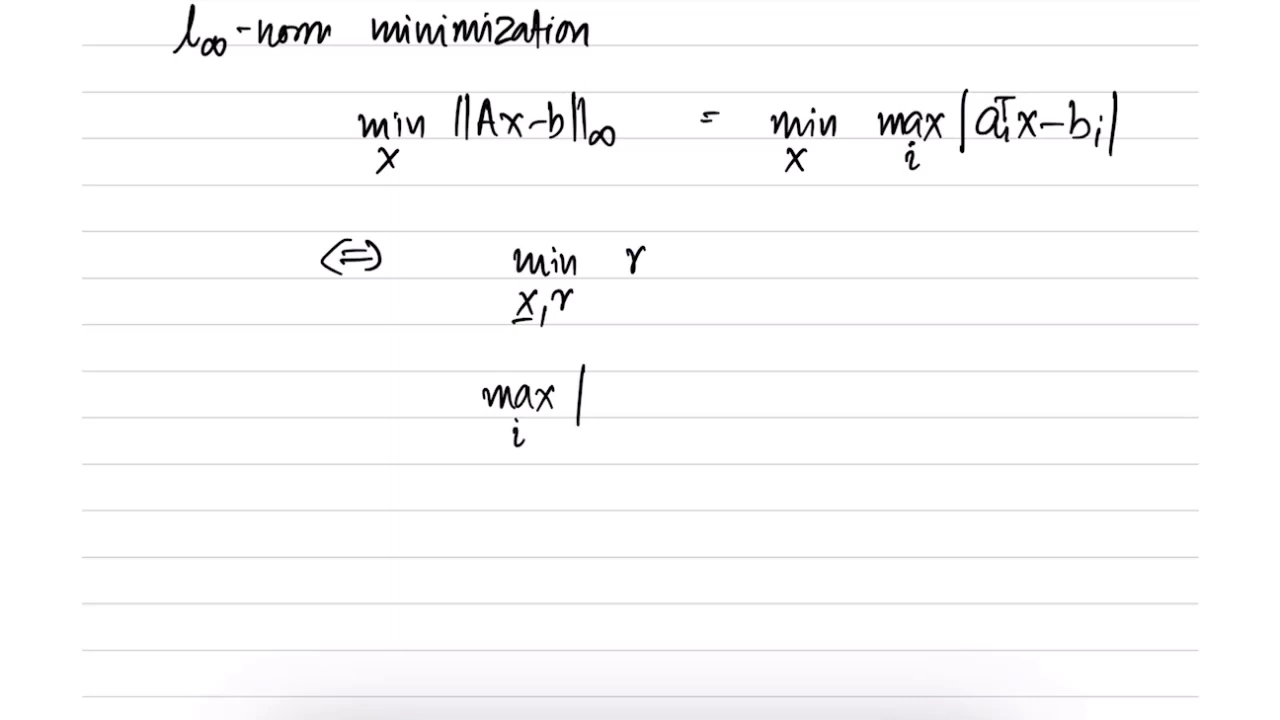 l∞-norm minimization
min x ||Ax-b||∞ = min x max i |aᵢᵀx-bᵢ|
⟺ min x,r r
max i |